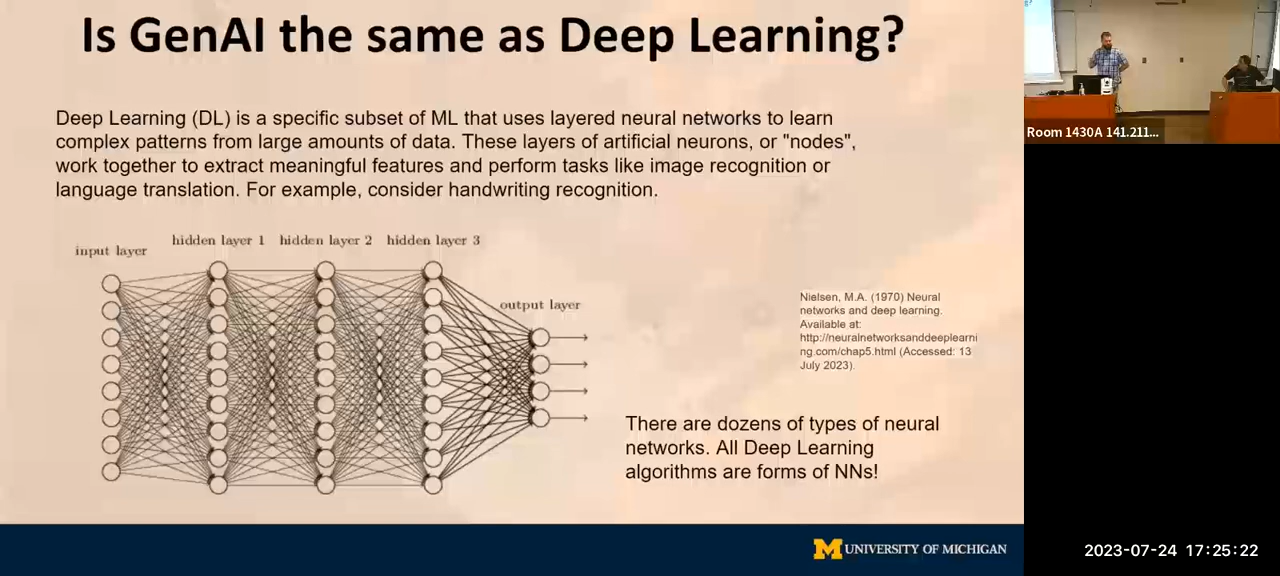 Is GenAI the same as Deep Learning?
Deep Learning (DL) is a specific subset of ML that uses layered neural networks to learn
complex patterns from large amounts of data. These layers of artificial neurons, or "nodes",
work together to extract meaningful features and perform tasks like image recognition or
language translation. For example, consider handwriting recognition.
input layer
hidden layer 1 hidden layer 2 hidden layer 3
output layer
Nielsen, M.A. (1970) Neural
networks and deep learning.
Available at:
http://neuralnetworksanddeeplearni
ng.com/chap5.html (Accessed: 13
July 2023).
There are dozens of types of neural
networks. All Deep Learning
algorithms are forms of NNs!
M UNIVERSITY OF MICHIGAN
Room 1430A 141.211...
2023-07-24 17:25:22